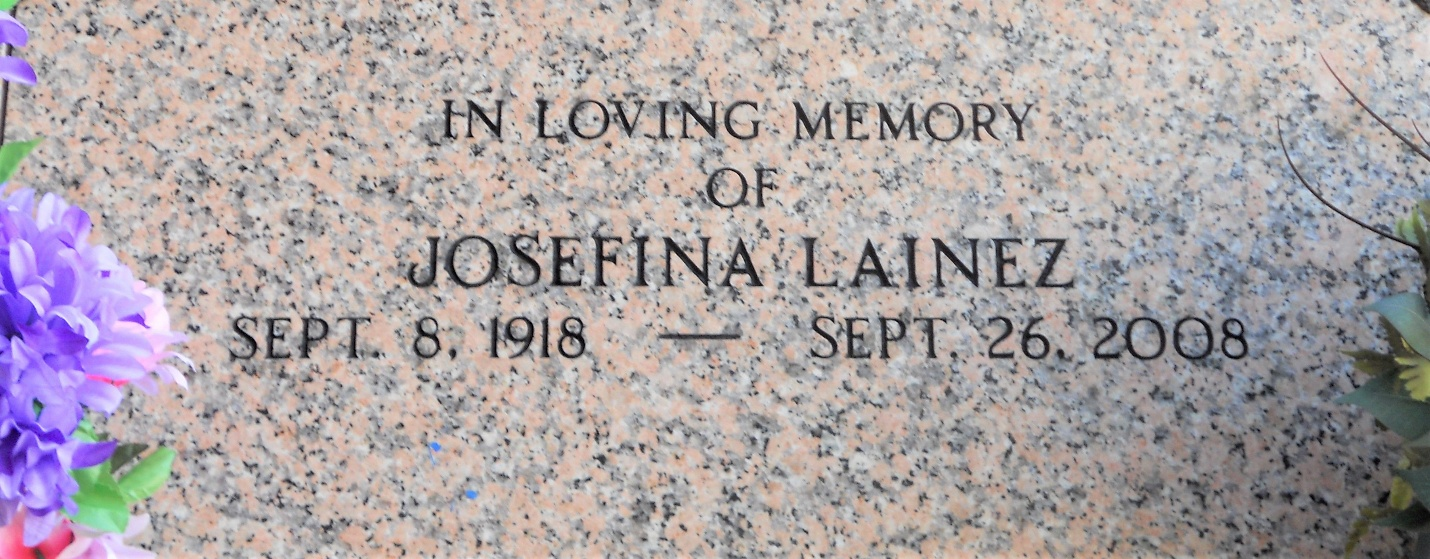 IN LOVING MEMORY
OF
JOSEFINA LAINEZ
SEPT. 8, 1918 — SEPT. 26, 2008